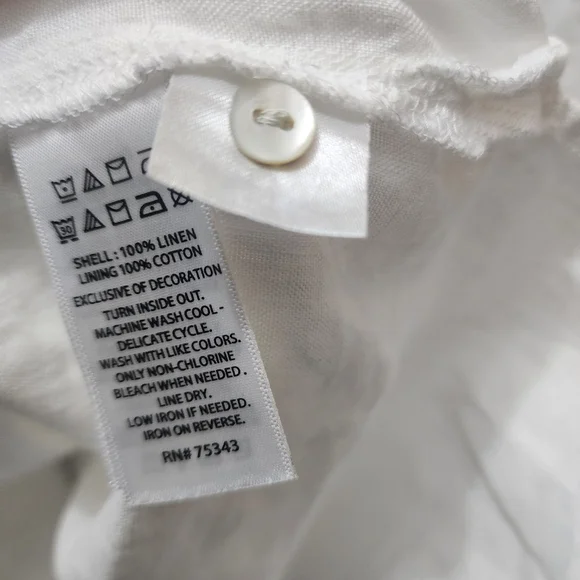 30
SHELL : 100% LINEN
LINING 100% COTTON
EXCLUSIVE OF DECORATION
TURN INSIDE OUT.
MACHINE WASH COOL -
DELICATE CYCLE.
WASH WITH LIKE COLORS.
ONLY NON-CHLORINE
BLEACH WHEN NEEDED.
LINE DRY.
LOW IRON IF NEEDED.
IRON ON REVERSE.
RN# 75343